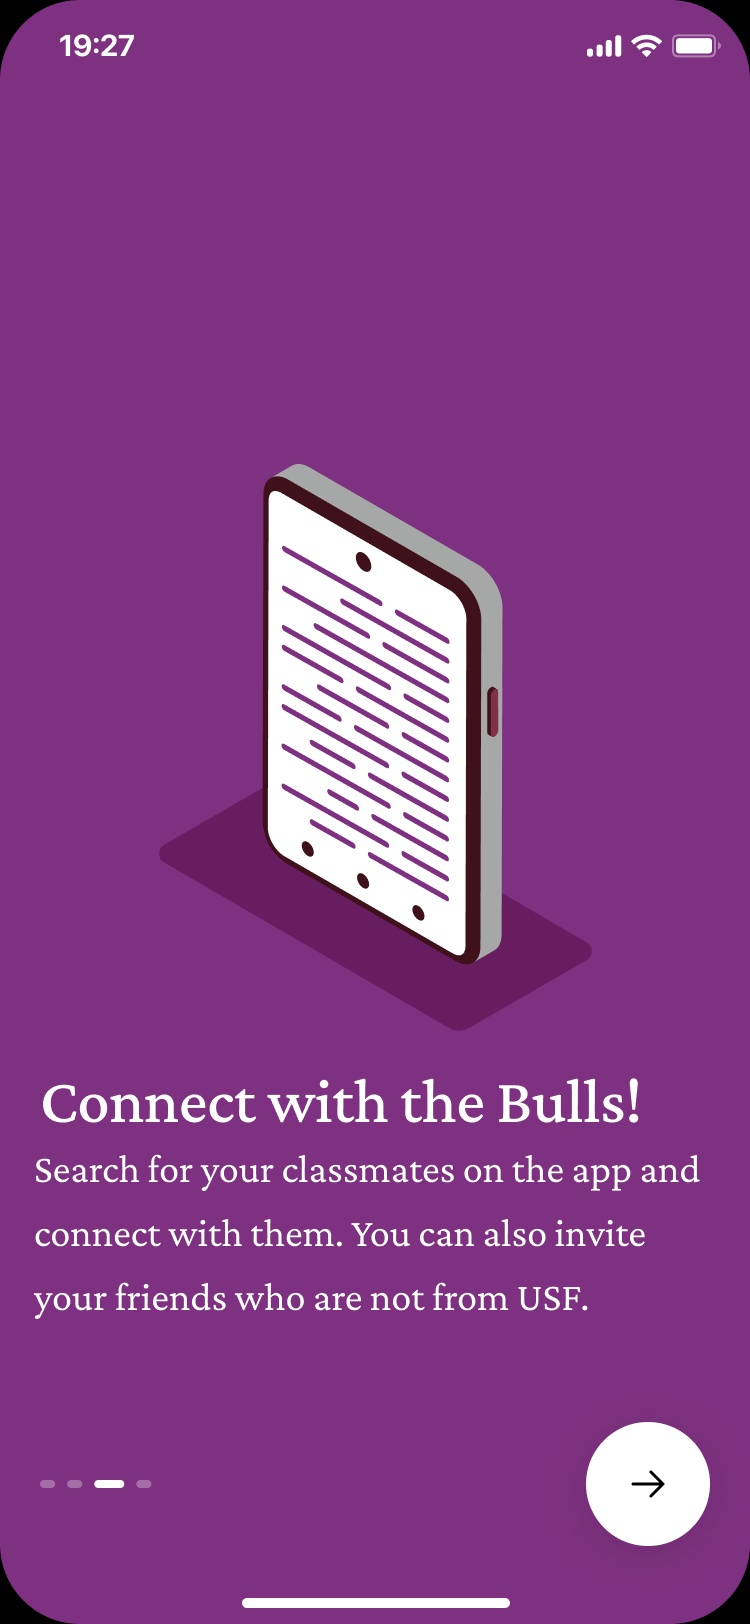 19:27
Connect with the Bulls!
Search for your classmates on the app and
connect with them. You can also invite
your friends who are not from USF.